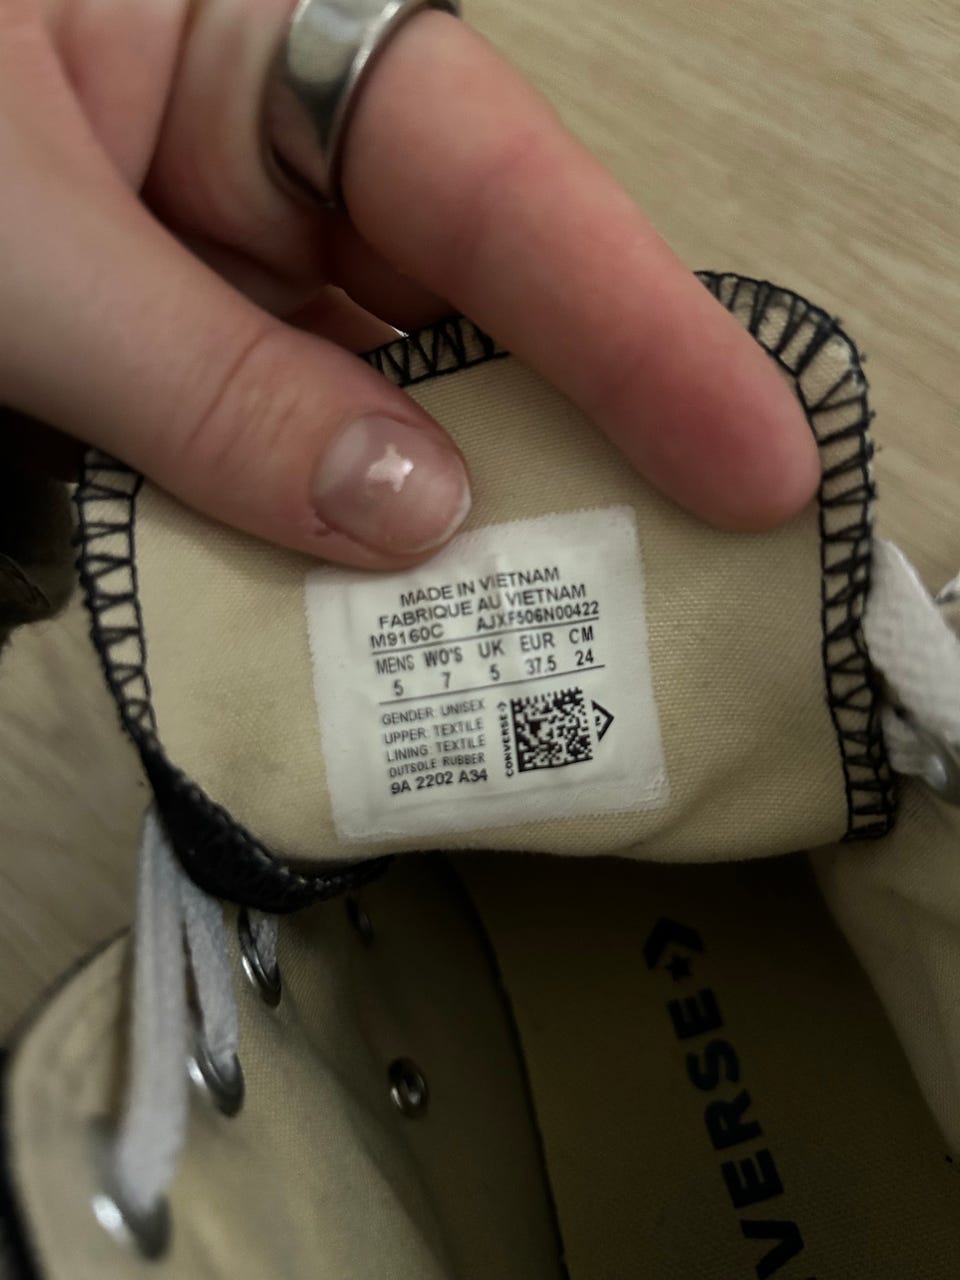 MADE IN VIETNAM
FABRIQUE AU VIETNAM
M9160C AJXF506N00422
MENS WO'S UK EUR CM
5 7 5 37.5 24
GENDER: UNISEX
UPPER: TEXTILE
LINING: TEXTILE
OUTSOLE: RUBBER
9A 2202 A34
CONVERSE
VERSE